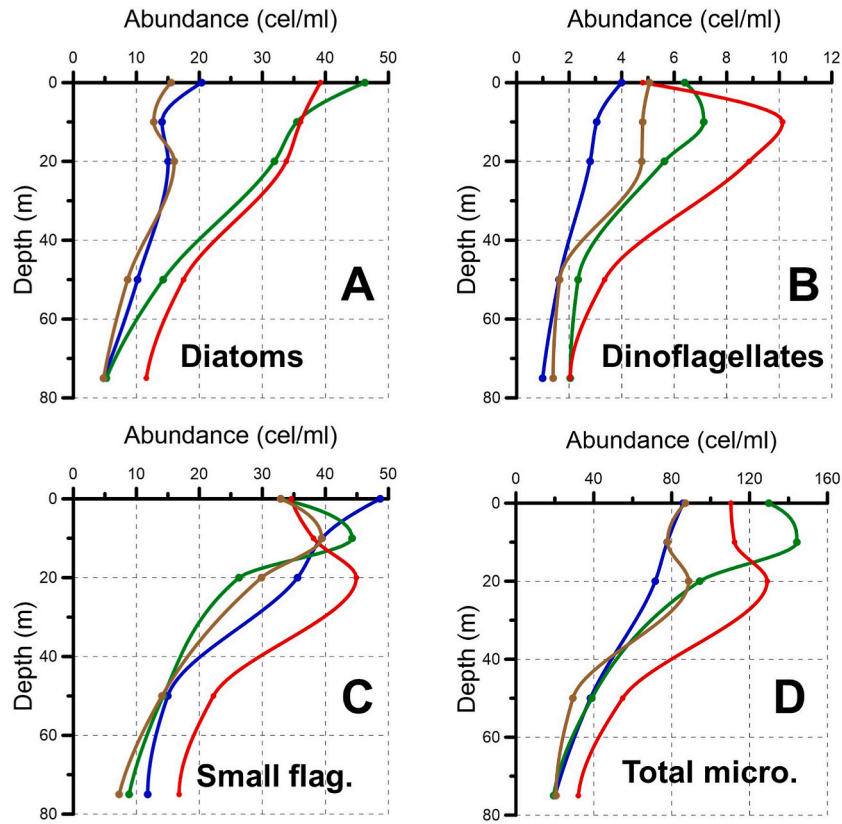 Abundance (cel/ml)
0 10 20 30 40 50
0
20
40
60
80
Depth (m)
A
Diatoms
Abundance (cel/ml)
0 2 4 6 8 10 12
0
20
40
60
80
Depth (m)
B
Dinoflagellates
Abundance (cel/ml)
0 10 20 30 40 50
0
20
40
60
80
Depth (m)
C
Small flag.
Abundance (cel/ml)
0 40 80 120 160
0
20
40
60
80
Depth (m)
D
Total micro.